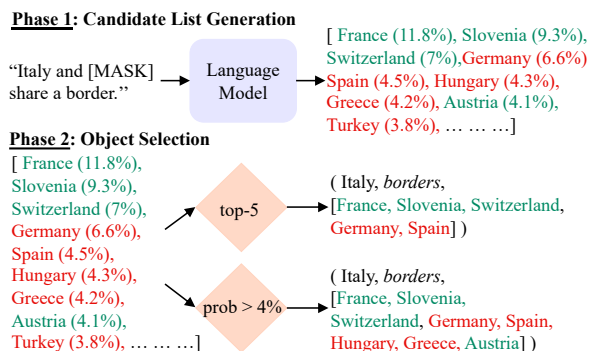 Phase 1: Candidate List Generation
“Italy and [MASK]
share a border.’’
Language
Model
[ France (11.8%), Slovenia (9.3%),
Switzerland (7%),Germany (6.6%)
Spain (4.5%), Hungary (4.3%),
Greece (4.2%), Austria (4.1%),
Turkey (3.8%), … … …]
Phase 2: Object Selection
[ France (11.8%),
Slovenia (9.3%),
Switzerland (7%),
Germany (6.6%)
Spain (4.5%),
Hungary (4.3%),
Greece (4.2%),
Austria (4.1%),
Turkey (3.8%), … … …]
top-5
( Italy, borders,
[France, Slovenia, Switzerland,
Germany, Spain] )
prob > 4%
( Italy, borders,
[France, Slovenia,
Switzerland, Germany, Spain,
Hungary, Greece, Austria] )